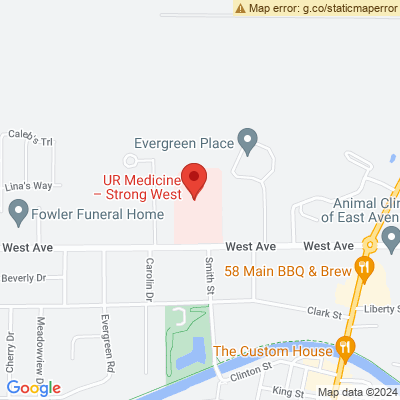 Map error: g.co/staticmaperror
Evergreen Place
Caleb's Trl
UR Medicine
– Strong West
Lina's Way
Fowler Funeral Home
Animal Clin
of East Aven
West Ave
West Ave
West Ave
58 Main BBQ & Brew
Beverly Dr
Carolin Dr
Smith St
Evergreen Rd
Meadowview D
Cherry Dr
Clark St
Liberty S
The Custom House
Clinton St
King St
Google
Map data ©2024